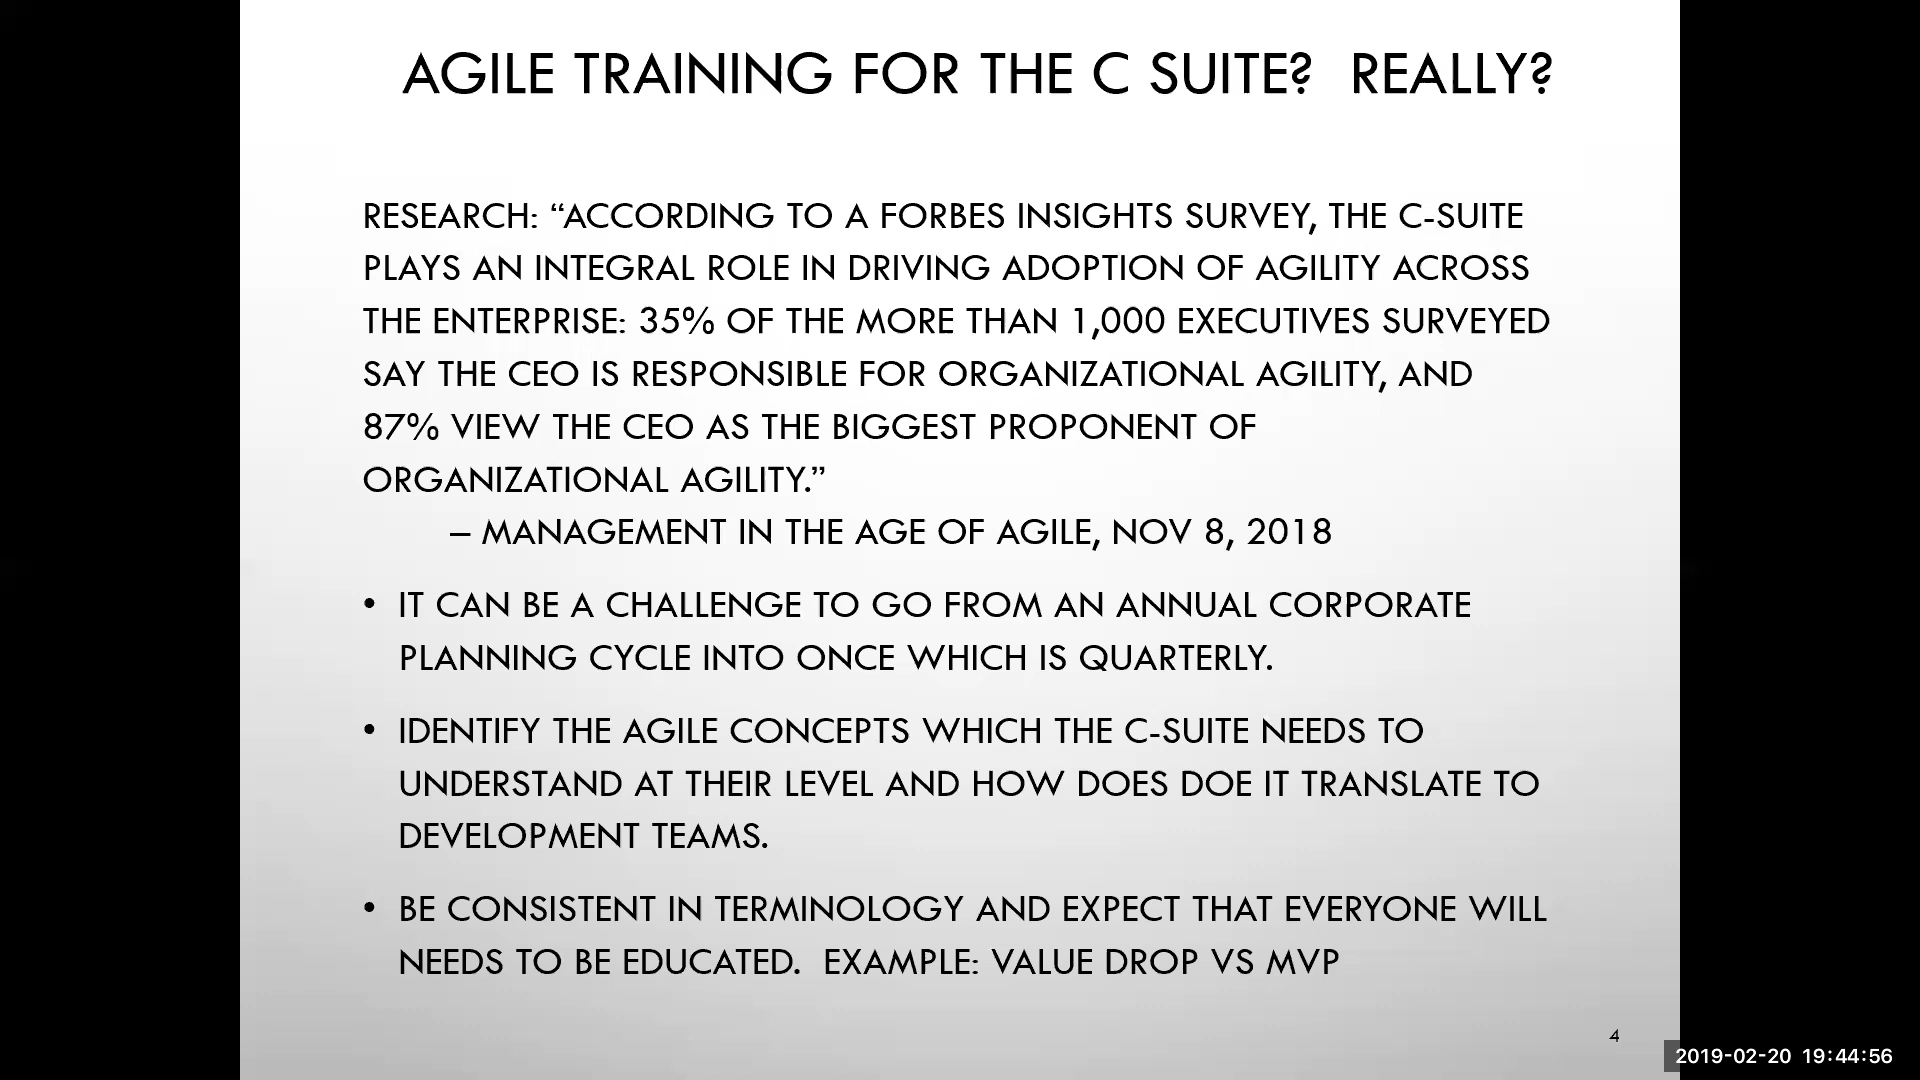 AGILE TRAINING FOR THE C SUITE?  REALLY?
RESEARCH: “ACCORDING TO A FORBES INSIGHTS SURVEY, THE C-SUITE
PLAYS AN INTEGRAL ROLE IN DRIVING ADOPTION OF AGILITY ACROSS
THE ENTERPRISE: 35% OF THE MORE THAN 1,000 EXECUTIVES SURVEYED
SAY THE CEO IS RESPONSIBLE FOR ORGANIZATIONAL AGILITY, AND
87% VIEW THE CEO AS THE BIGGEST PROPONENT OF
ORGANIZATIONAL AGILITY.”
– MANAGEMENT IN THE AGE OF AGILE, NOV 8, 2018
• IT CAN BE A CHALLENGE TO GO FROM AN ANNUAL CORPORATE
PLANNING CYCLE INTO ONCE WHICH IS QUARTERLY.
• IDENTIFY THE AGILE CONCEPTS WHICH THE C-SUITE NEEDS TO
UNDERSTAND AT THEIR LEVEL AND HOW DOES DOE IT TRANSLATE TO
DEVELOPMENT TEAMS.
• BE CONSISTENT IN TERMINOLOGY AND EXPECT THAT EVERYONE WILL
NEEDS TO BE EDUCATED.  EXAMPLE: VALUE DROP VS MVP
4
2019-02-20 19:44:56